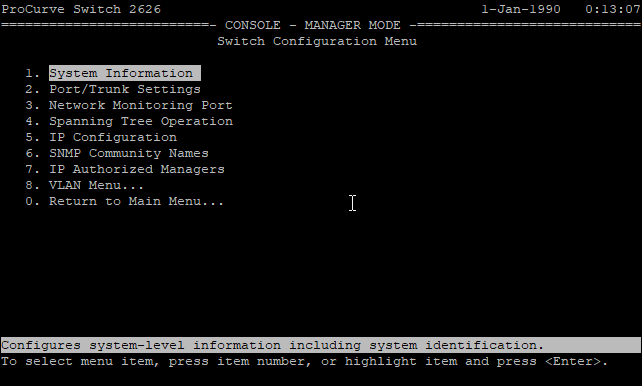 ProCurve Switch 2626 1-Jan-1990 0:13:07
==========================- CONSOLE - MANAGER MODE -============================
Switch Configuration Menu
1. System Information
2. Port/Trunk Settings
3. Network Monitoring Port
4. Spanning Tree Operation
5. IP Configuration
6. SNMP Community Names
7. IP Authorized Managers
8. VLAN Menu...
0. Return to Main Menu...
Configures system-level information including system identification.
To select menu item, press item number, or highlight item and press <Enter>.